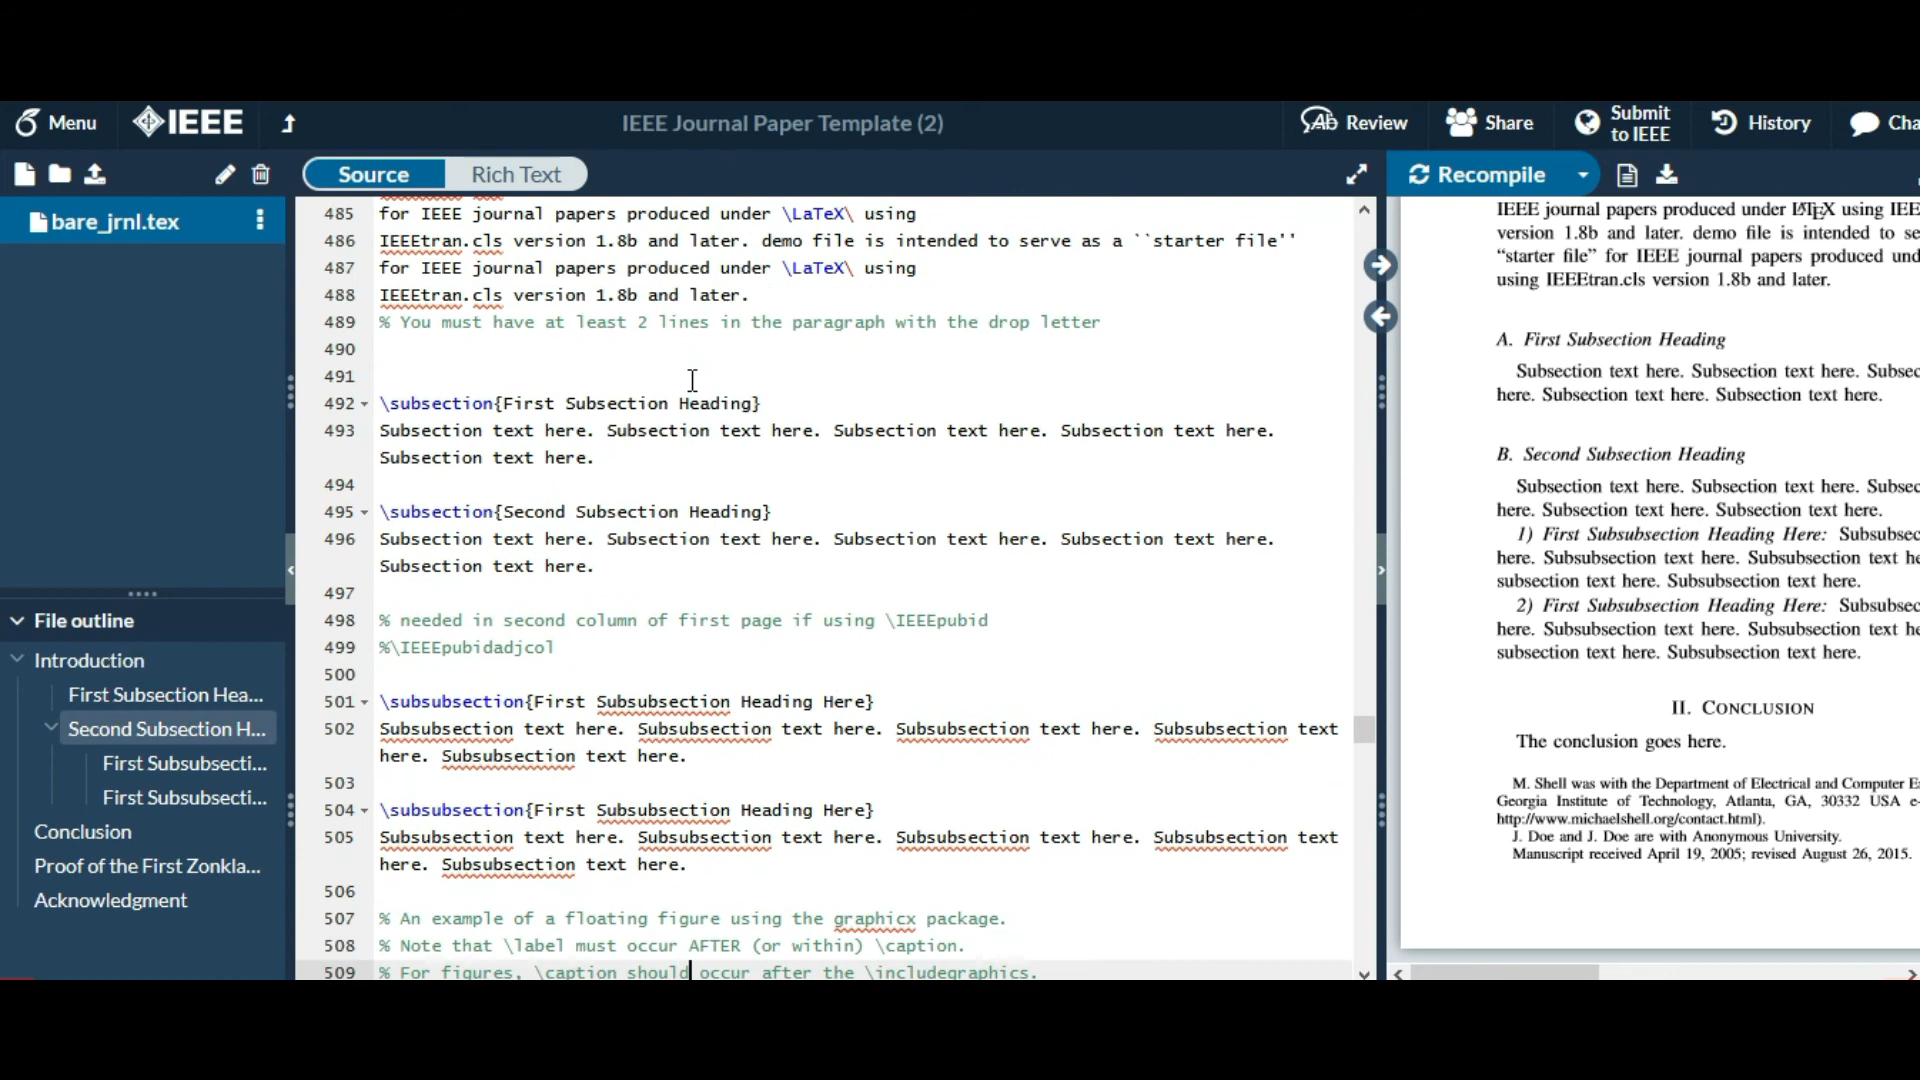 Menu
IEEE
IEEE Journal Paper Template (2)
Review
Share
Submit
to IEEE
History
Source
Rich Text
Recompile
bare_jrnl.tex
File outline
Introduction
First Subsection Hea...
Second Subsection H...
First Subsubsecti...
First Subsubsecti...
Conclusion
Proof of the First Zonkla...
Acknowledgment
485 for IEEE journal papers produced under \LaTeX\ using
486 IEEEtran.cls version 1.8b and later. demo file is intended to serve as a ``starter file''
487 for IEEE journal papers produced under \LaTeX\ using
488 IEEEtran.cls version 1.8b and later.
489 % You must have at least 2 lines in the paragraph with the drop letter
490
491
492 \subsection{First Subsection Heading}
493 Subsection text here. Subsection text here. Subsection text here. Subsection text here.
Subsection text here.
494
495 \subsection{Second Subsection Heading}
496 Subsection text here. Subsection text here. Subsection text here. Subsection text here.
Subsection text here.
497
498 % needed in second column of first page if using \IEEEpubid
499 %\IEEEpubidadjcol
500
501 \subsubsection{First Subsubsection Heading Here}
502 Subsubsection text here. Subsubsection text here. Subsubsection text here. Subsubsection text
here. Subsubsection text here.
503
504 \subsubsection{First Subsubsection Heading Here}
505 Subsubsection text here. Subsubsection text here. Subsubsection text here. Subsubsection text
here. Subsubsection text here.
506
507 % An example of a floating figure using the graphicx package.
508 % Note that \label must occur AFTER (or within) \caption.
509 % For figures, \caption should occur after the \includegraphics.
IEEE journal papers produced under LATEX using IEE
version 1.8b and later. demo file is intended to se
“starter file” for IEEE journal papers produced und
using IEEEtran.cls version 1.8b and later.
A. First Subsection Heading
Subsection text here. Subsection text here. Subsec
here. Subsection text here. Subsection text here.
B. Second Subsection Heading
Subsection text here. Subsection text here. Subsec
here. Subsection text here. Subsection text here.
1) First Subsubsection Heading Here: Subsubsec
here. Subsubsection text here. Subsubsection text he
subsection text here. Subsubsection text here.
2) First Subsubsection Heading Here: Subsubsec
here. Subsubsection text here. Subsubsection text he
subsection text here. Subsubsection text here.
II. CONCLUSION
The conclusion goes here.
M. Shell was with the Department of Electrical and Computer E
Georgia Institute of Technology, Atlanta, GA, 30332 USA e-
http://www.michaelshell.org/contact.html).
J. Doe and J. Doe are with Anonymous University.
Manuscript received April 19, 2005; revised August 26, 2015.